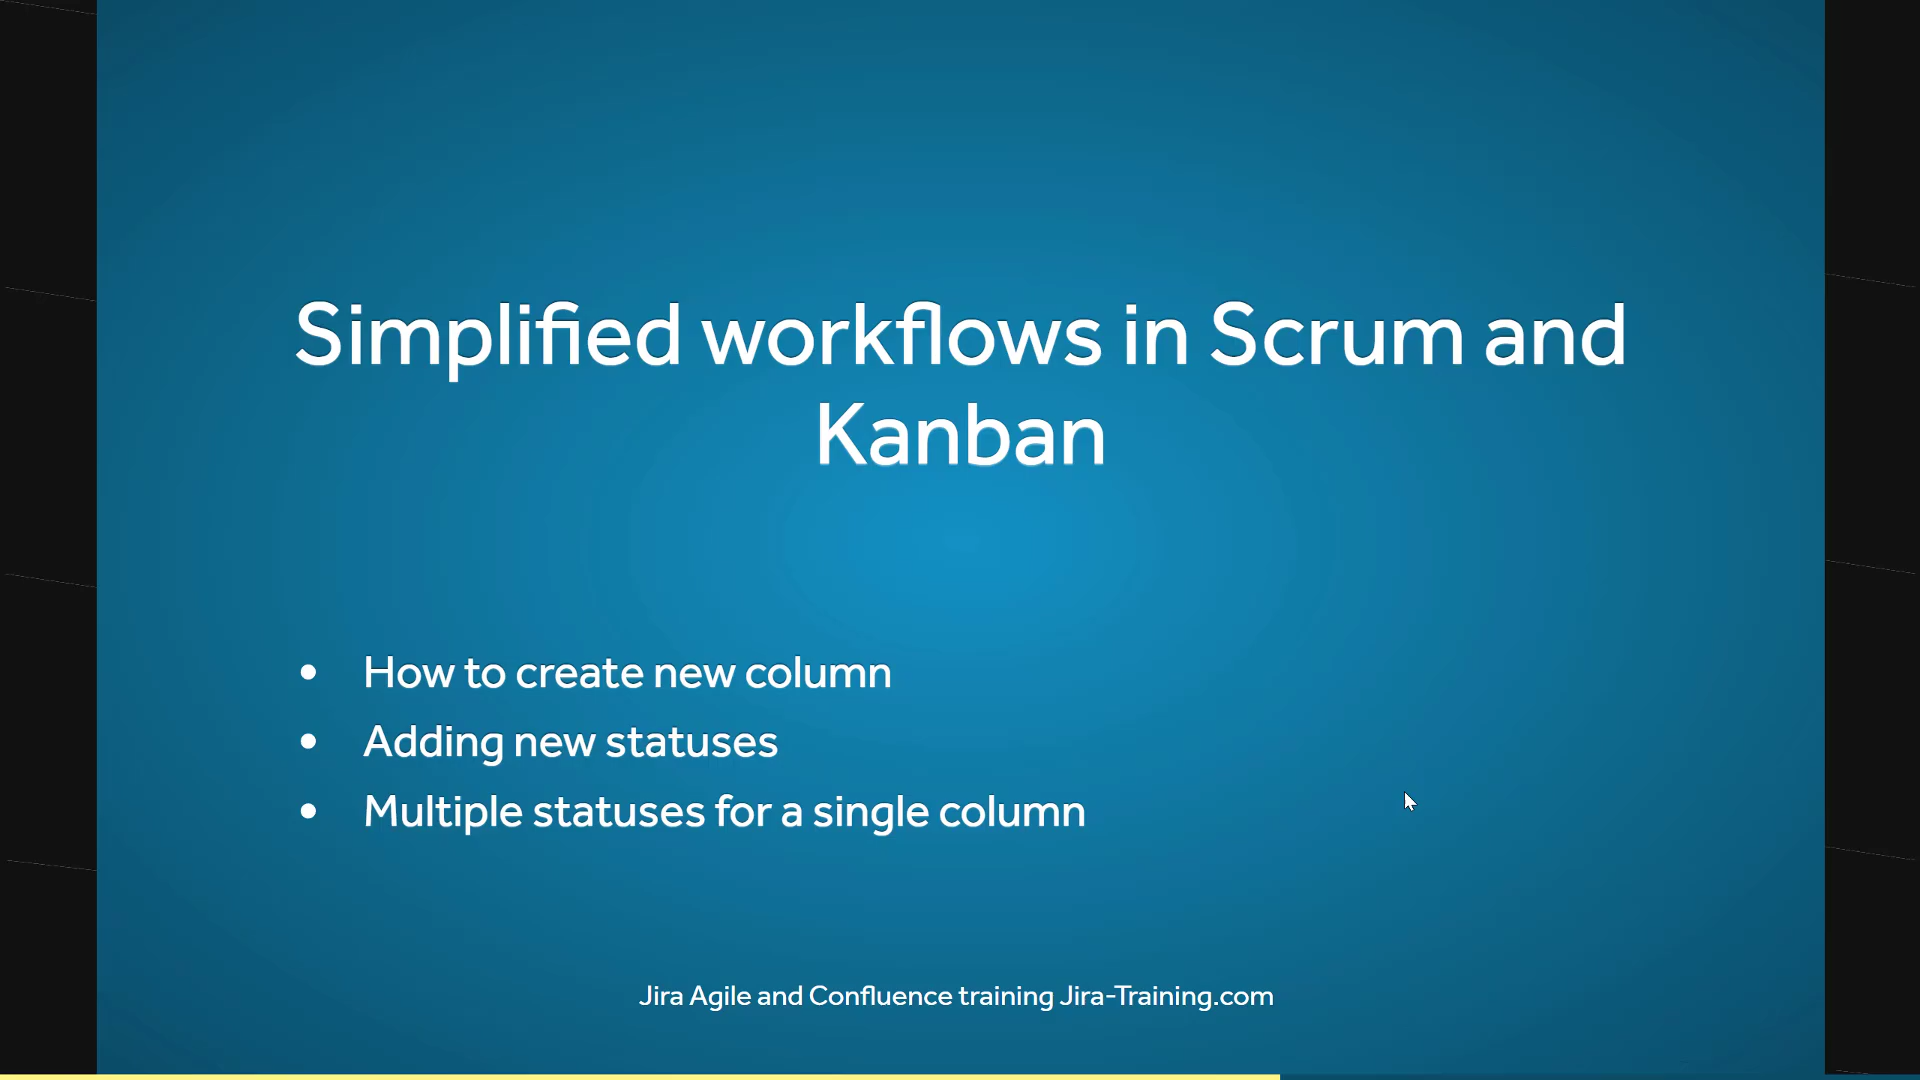 Simplified workflows in Scrum and
Kanban
• How to create new column
• Adding new statuses
• Multiple statuses for a single column
Jira Agile and Confluence training Jira-Training.com